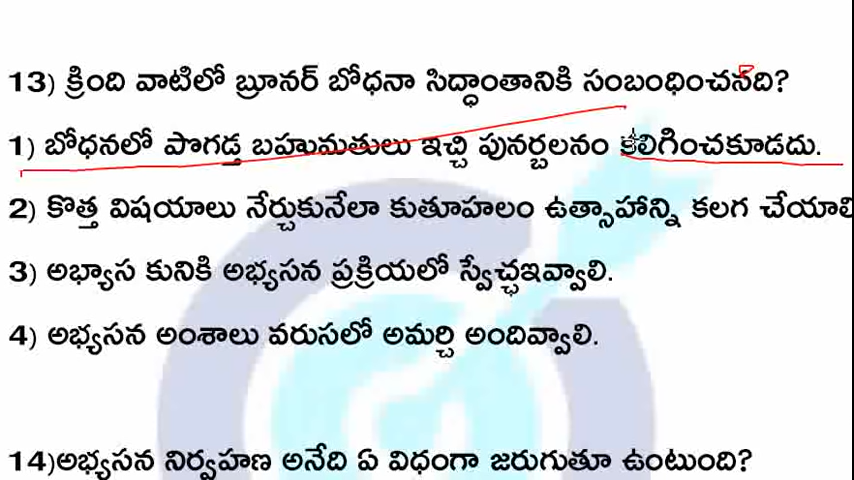 13) క్రింది వాటిలో బ్రూనర్ బోధనా సిద్ధాంతానికి సంబంధించనది?
1) బోధనలో పొగడ్త బహుమతులు ఇచ్చి పునర్బలనం కలిగించకూడదు.
2) కొత్త విషయాలు నేర్చుకునేలా కుతూహలం ఉత్సాహాన్ని కలగ చేయాలి
3) అభ్యాస కునికి అభ్యసన ప్రక్రియలో స్వేచ్ఛఇవ్వాలి.
4) అభ్యసన అంశాలు వరుసలో అమర్చి అందివ్వాలి.
14)అభ్యసన నిర్వహణ అనేది ఏ విధంగా జరుగుతూ ఉంటుంది?